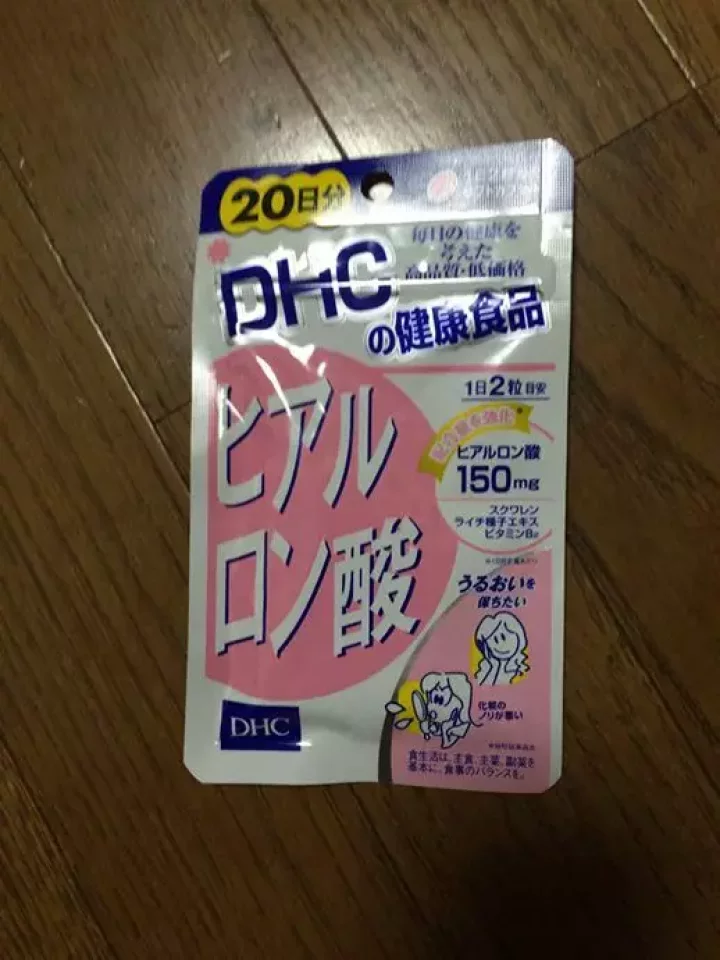 20日分
毎日の健康を
考えた
高品質・低価格
DHC
の健康食品
1日2粒目安
配合量を強化
ヒアルロン酸
150mg
スクワレン
ライチ種子エキス
ビタミンB₂
ヒアル
ロン酸
うるおいを
保ちたい
化粧の
ノリが悪い
DHC
食生活は、主食、主菜、副菜を
基本に、食事のバランスを。